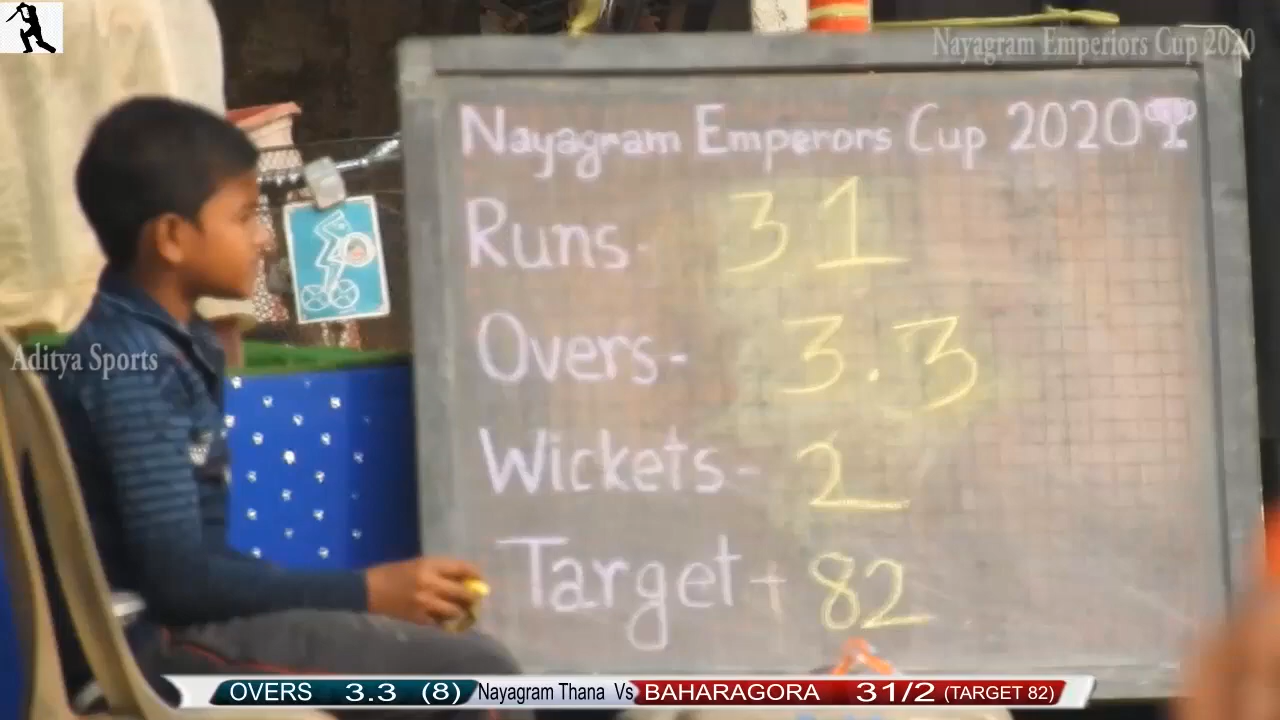 Nayagram Emperiors Cup 2020
Nayagram Emperors Cup 2020
Runs- 31
Overs- 3.3
Aditya Sports
Wickets- 2
Target - 82
OVERS 3.3 (8) Nayagram Thana Vs BAHARAGORA 31/2 (TARGET 82)